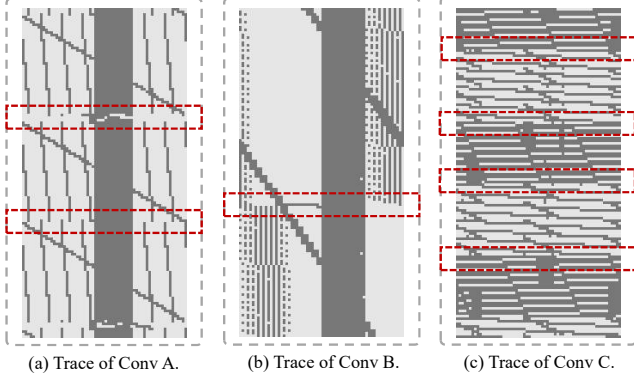 (a) Trace of Conv A.
(b) Trace of Conv B.
(c) Trace of Conv C.